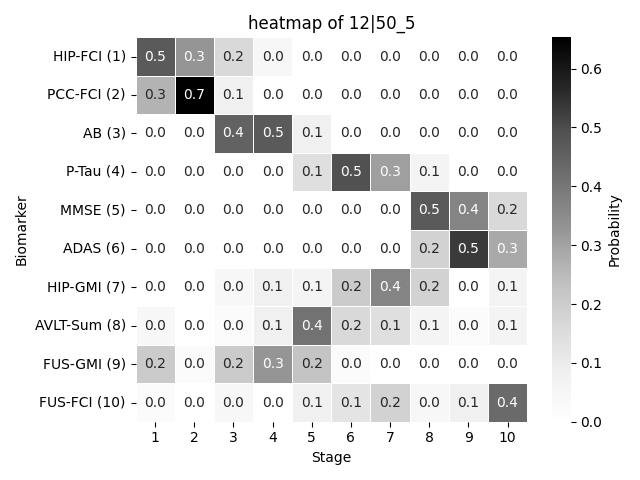 heatmap of 12|50_5
HIP-FCI (1) 0.5 0.3 0.2 0.0 0.0 0.0 0.0 0.0 0.0 0.0
PCC-FCI (2) 0.3 0.7 0.1 0.0 0.0 0.0 0.0 0.0 0.0 0.0
AB (3) 0.0 0.0 0.4 0.5 0.1 0.0 0.0 0.0 0.0 0.0
P-Tau (4) 0.0 0.0 0.0 0.0 0.1 0.5 0.3 0.1 0.0 0.0
MMSE (5) 0.0 0.0 0.0 0.0 0.0 0.0 0.0 0.5 0.4 0.2
ADAS (6) 0.0 0.0 0.0 0.0 0.0 0.0 0.0 0.2 0.5 0.3
HIP-GMI (7) 0.0 0.0 0.0 0.1 0.1 0.2 0.4 0.2 0.0 0.1
AVLT-Sum (8) 0.0 0.0 0.0 0.1 0.4 0.2 0.1 0.1 0.0 0.1
FUS-GMI (9) 0.2 0.0 0.2 0.3 0.2 0.0 0.0 0.0 0.0 0.0
FUS-FCI (10) 0.0 0.0 0.0 0.0 0.1 0.1 0.2 0.0 0.1 0.4
1 2 3 4 5 6 7 8 9 10
Stage
Biomarker
0.6
0.5
0.4
0.3
0.2
0.1
0.0
Probability